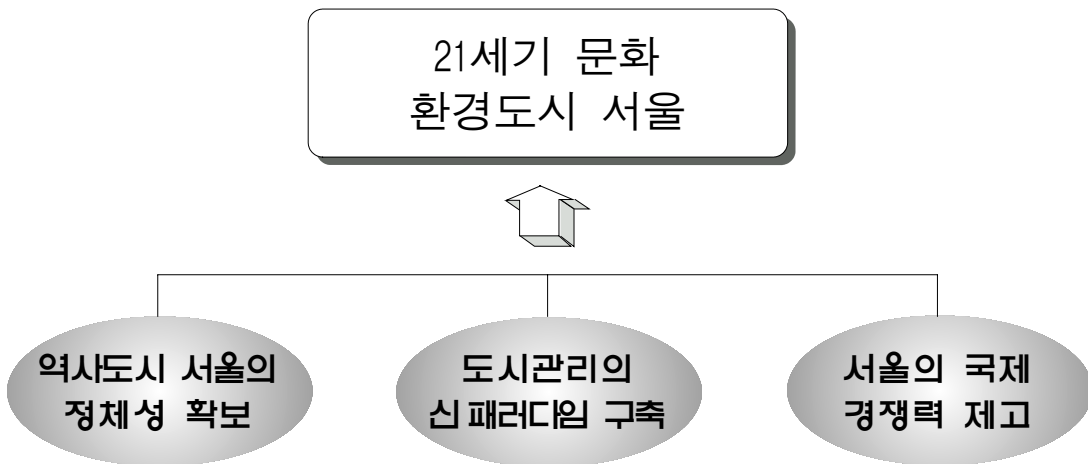 21세기 문화
환경도시 서울
역사도시 서울의
정체성 확보
도시관리의
신 패러다임 구축
서울의 국제
경쟁력 제고